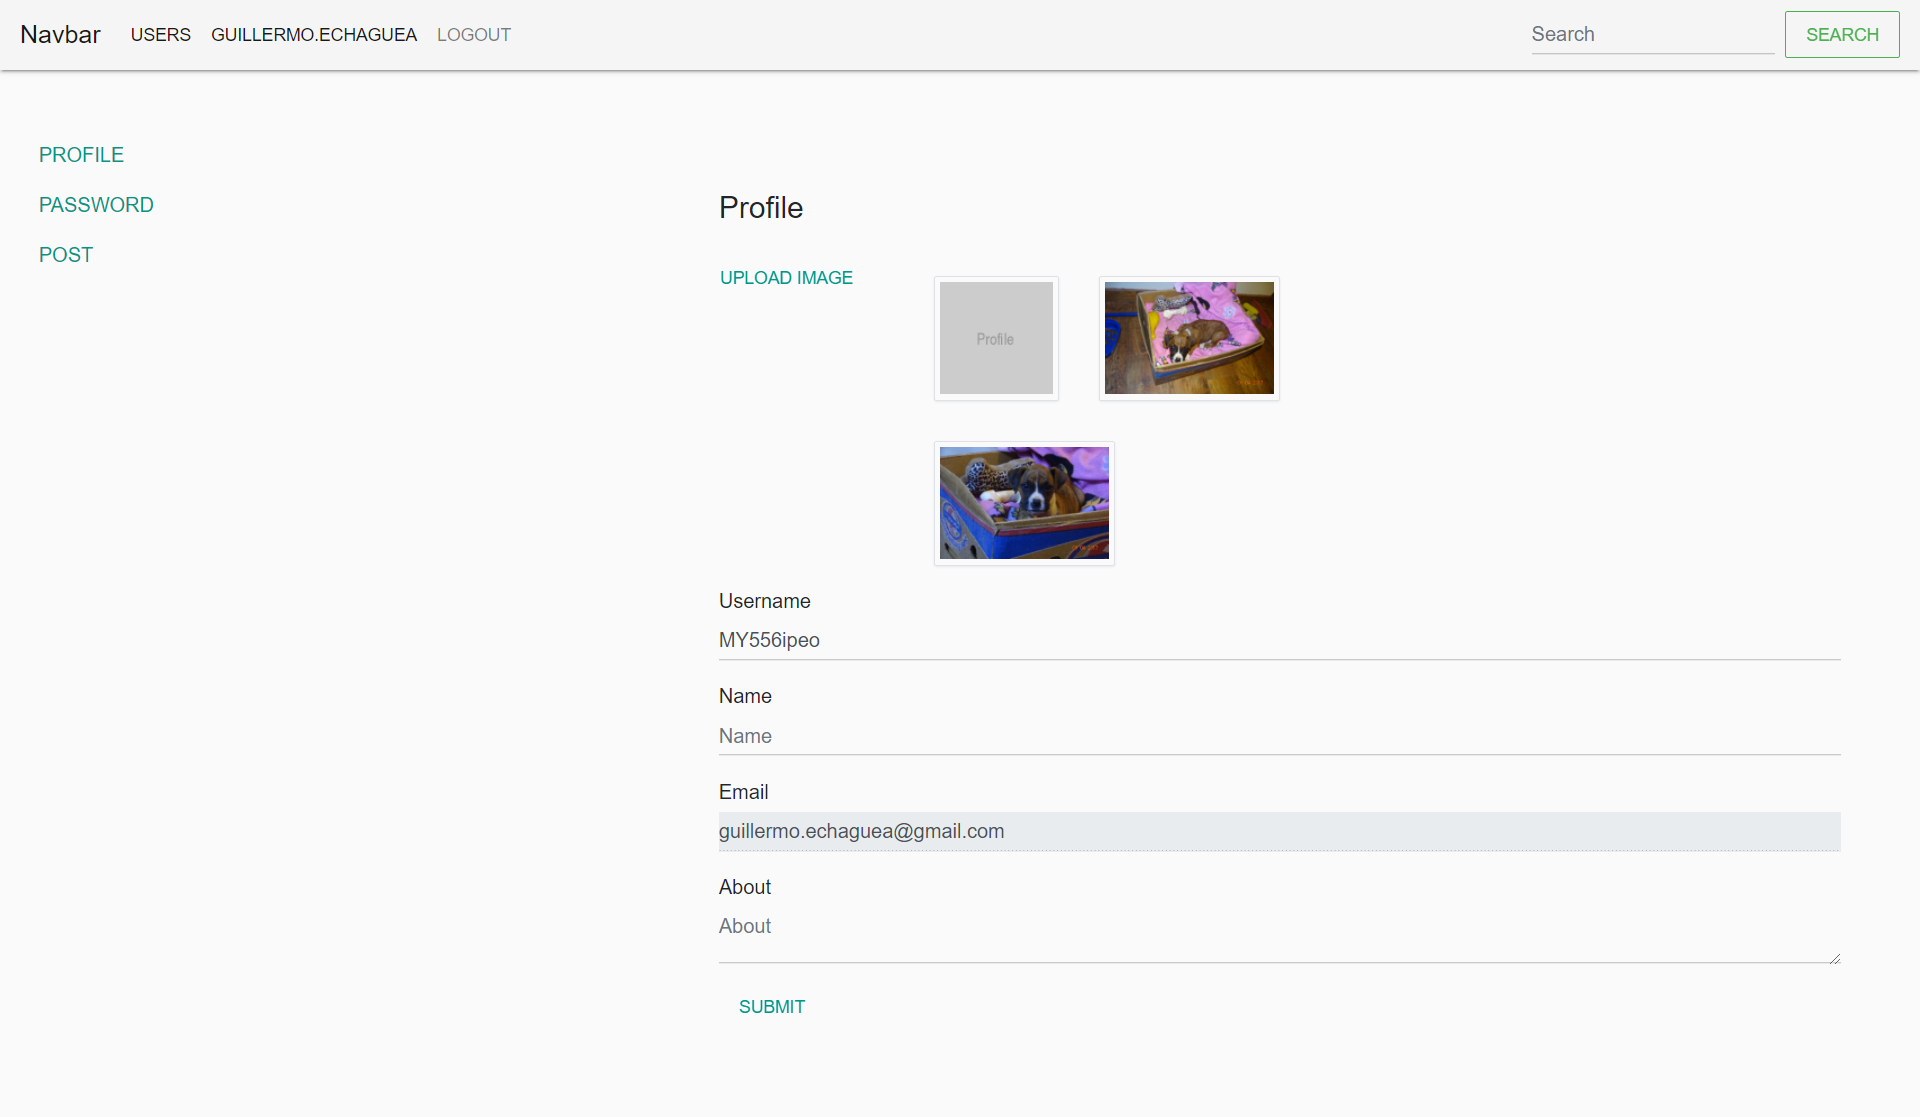 Navbar USERS GUILLERMO.ECHAGUEA LOGOUT Search SEARCH
PROFILE
PASSWORD
POST
Profile
UPLOAD IMAGE
Profile
Username
MY556ipeo
Name
Name
Email
guillermo.echaguea@gmail.com
About
About
SUBMIT